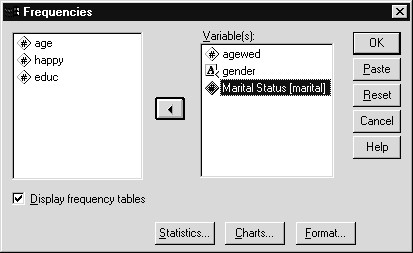 Frequencies
age
happy
educ
Variable(s):
agewed
gender
Marital Status [marital]
OK
Paste
Reset
Cancel
Help
Display frequency tables
Statistics...
Charts...
Format...